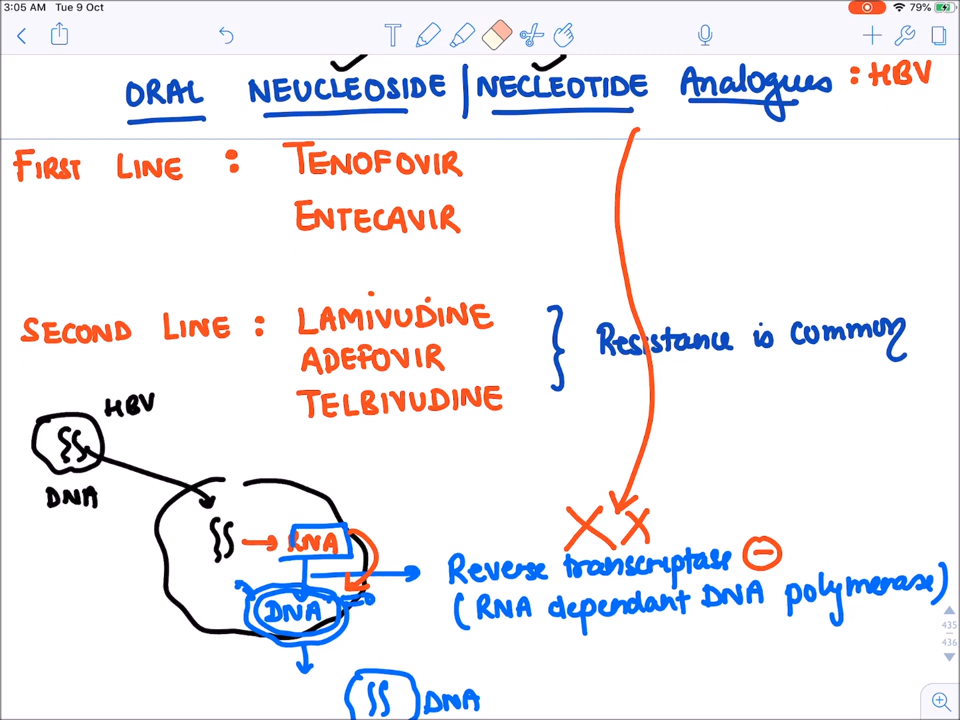 3:05 AM Tue 9 Oct 79%
T
ORAL NEUCLEOSIDE | NECLEOTIDE Analogues : HBV
FIRST LINE : TENOFOVIR
ENTECAVIR
SECOND LINE : LAMIVUDINE
ADEFOVIR
TELBIVUDINE
} Resistance is common
HBV
DNA
RNA
DNA
XX
Reverse transcriptase -
(RNA dependant DNA polymerase)
DNA
435
436